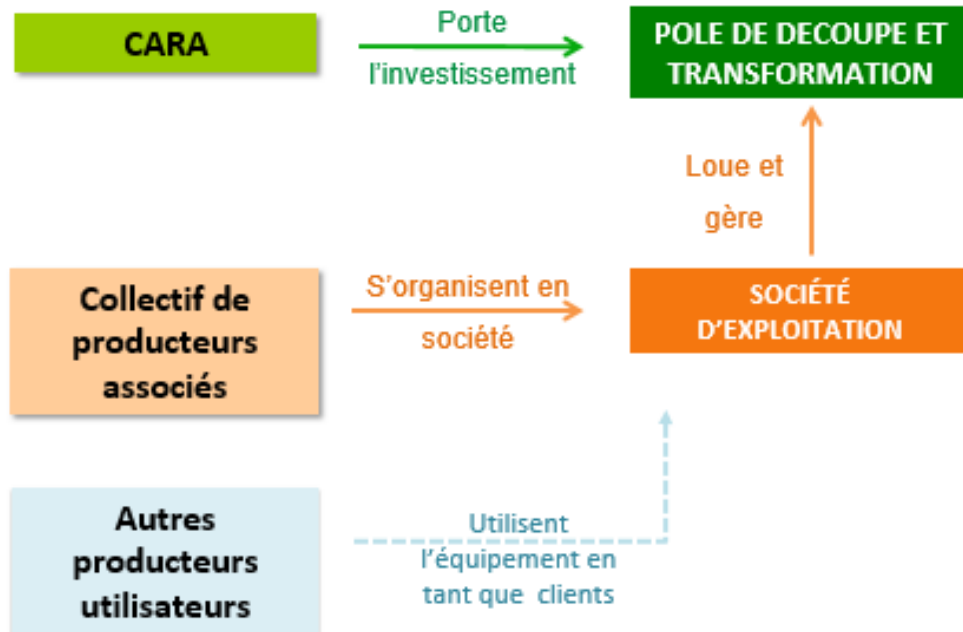 CARA
Porte
l'investissement
POLE DE DECOUPE ET
TRANSFORMATION
Loue et
gère
Collectif de
producteurs
associés
S'organisent en
société
SOCIÉTÉ
D'EXPLOITATION
Autres
producteurs
utilisateurs
Utilisent
l'équipement en
tant que clients